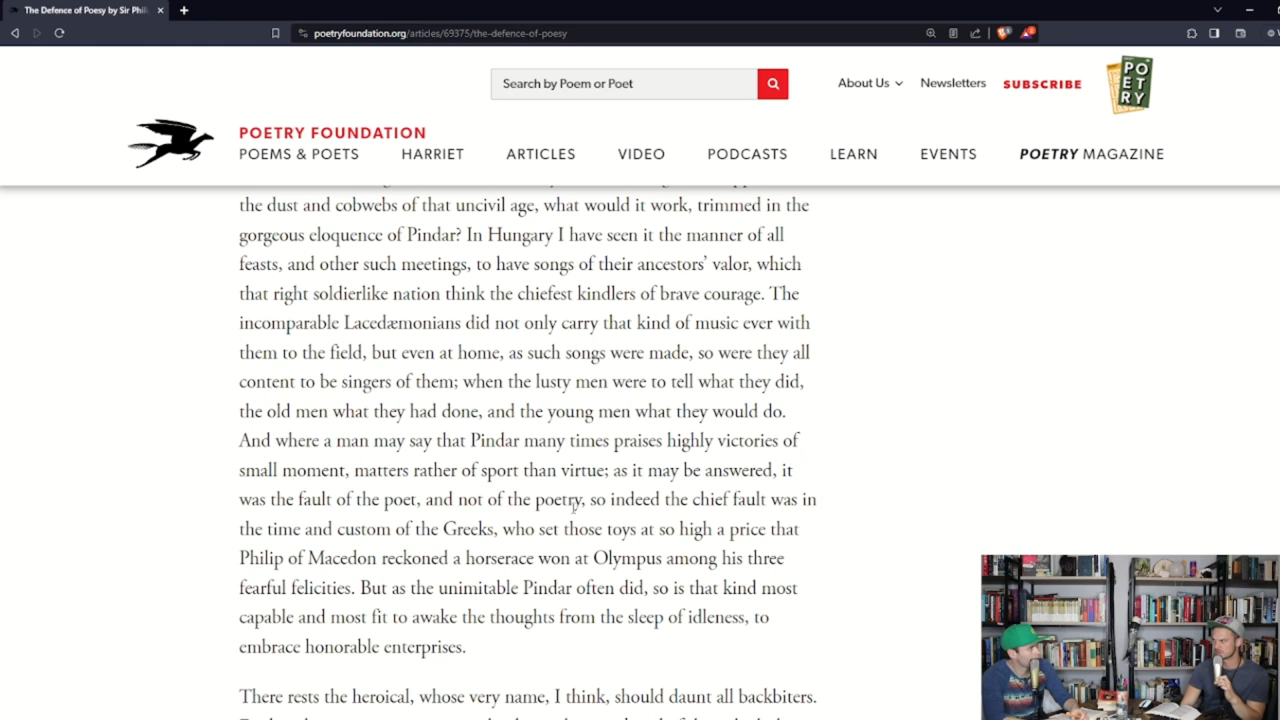 The Defence of Poesy by Sir Phil
poetryfoundation.org/articles/69375/the-defence-of-poesy
Search by Poem or Poet
About Us
Newsletters
SUBSCRIBE
PO
ET
RY
POETRY FOUNDATION
POEMS & POETS
HARRIET
ARTICLES
VIDEO
PODCASTS
LEARN
EVENTS
POETRY MAGAZINE
the dust and cobwebs of that uncivil age, what would it work, trimmed in the
gorgeous eloquence of Pindar? In Hungary I have seen it the manner of all
feasts, and other such meetings, to have songs of their ancestors’ valor, which
that right soldierlike nation think the chiefest kindlers of brave courage. The
incomparable Lacedæmonians did not only carry that kind of music ever with
them to the field, but even at home, as such songs were made, so were they all
content to be singers of them; when the lusty men were to tell what they did,
the old men what they had done, and the young men what they would do.
And where a man may say that Pindar many times praises highly victories of
small moment, matters rather of sport than virtue; as it may be answered, it
was the fault of the poet, and not of the poetry, so indeed the chief fault was in
the time and custom of the Greeks, who set those toys at so high a price that
Philip of Macedon reckoned a horserace won at Olympus among his three
fearful felicities. But as the unimitable Pindar often did, so is that kind most
capable and most fit to awake the thoughts from the sleep of idleness, to
embrace honorable enterprises.
There rests the heroical, whose very name, I think, should daunt all backbiters.